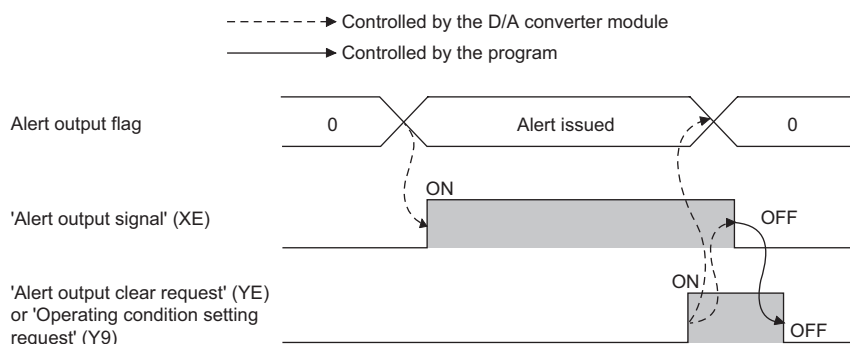 Controlled by the D/A converter module
Controlled by the program
Alert output flag
0
Alert issued
0
ON
'Alert output signal' (XE)
OFF
ON
'Alert output clear request' (YE)
or 'Operating condition setting
request' (Y9)
OFF